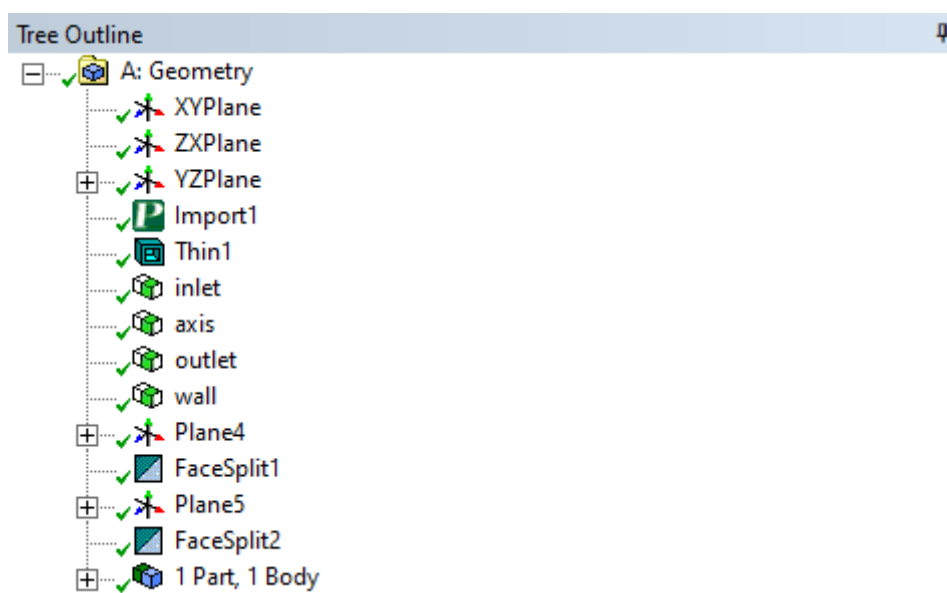 Tree Outline
A: Geometry
XYPlane
ZXPlane
YZPlane
P Import1
Thin1
inlet
axis
outlet
wall
Plane4
FaceSplit1
Plane5
FaceSplit2
1 Part, 1 Body